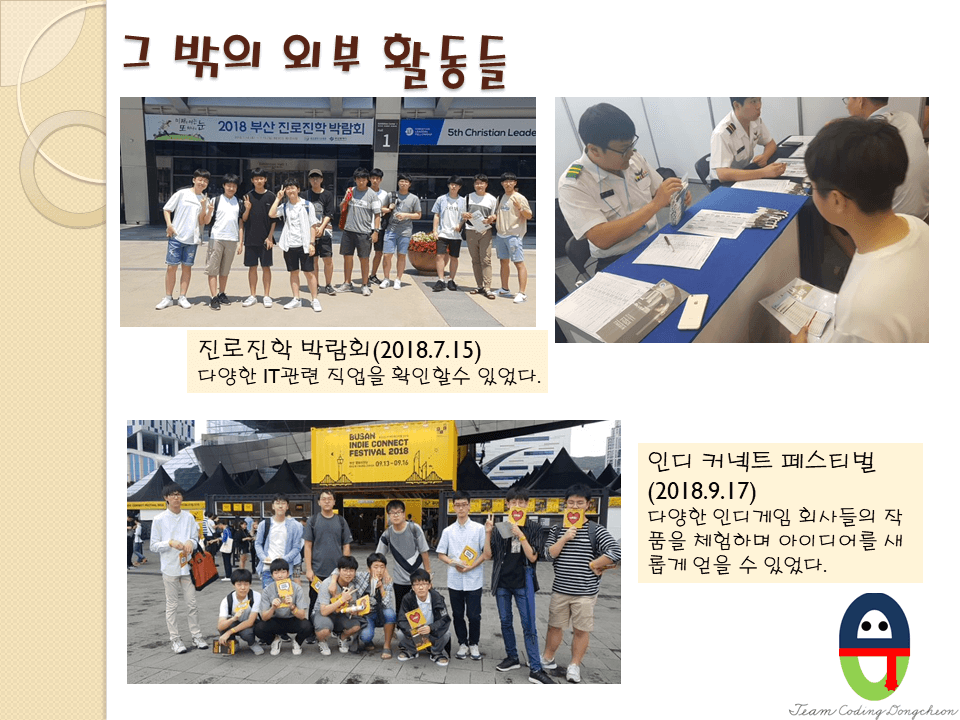 그 밖의 외부 활동들
2018 부산 진로진학 박람회
1
5th Christian Leade
진로진학 박람회(2018.7.15)
다양한 IT관련 직업을 확인할수 있었다.
BUSAN
INDIE CONNECT
FESTIVAL 2018
09.13—09.16
인디 커넥트 페스티벌
(2018.9.17)
다양한 인디게임 회사들의 작
품을 체험하며 아이디어를 새
롭게 얻을 수 있었다.
Team Coding Dongcheon